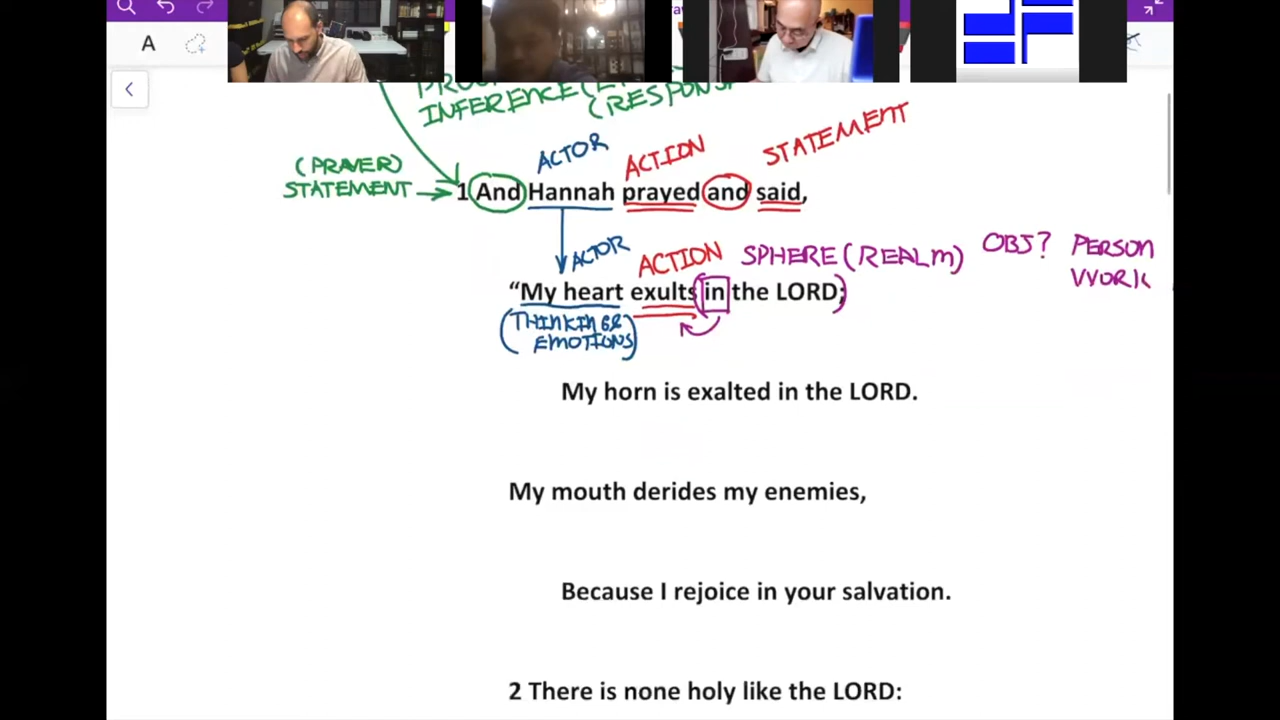 A
INFERENCE
(RESPON
ACTOR ACTION STATEMENT
(PRAYER)
STATEMENT
1 And Hannah prayed and said,
ACTOR ACTION SPHERE (REALM) OBJ? PERSON
WORK
“My heart exults in the LORD;
(THINKING &
EMOTIONS)
My horn is exalted in the LORD.
My mouth derides my enemies,
Because I rejoice in your salvation.
2 There is none holy like the LORD: